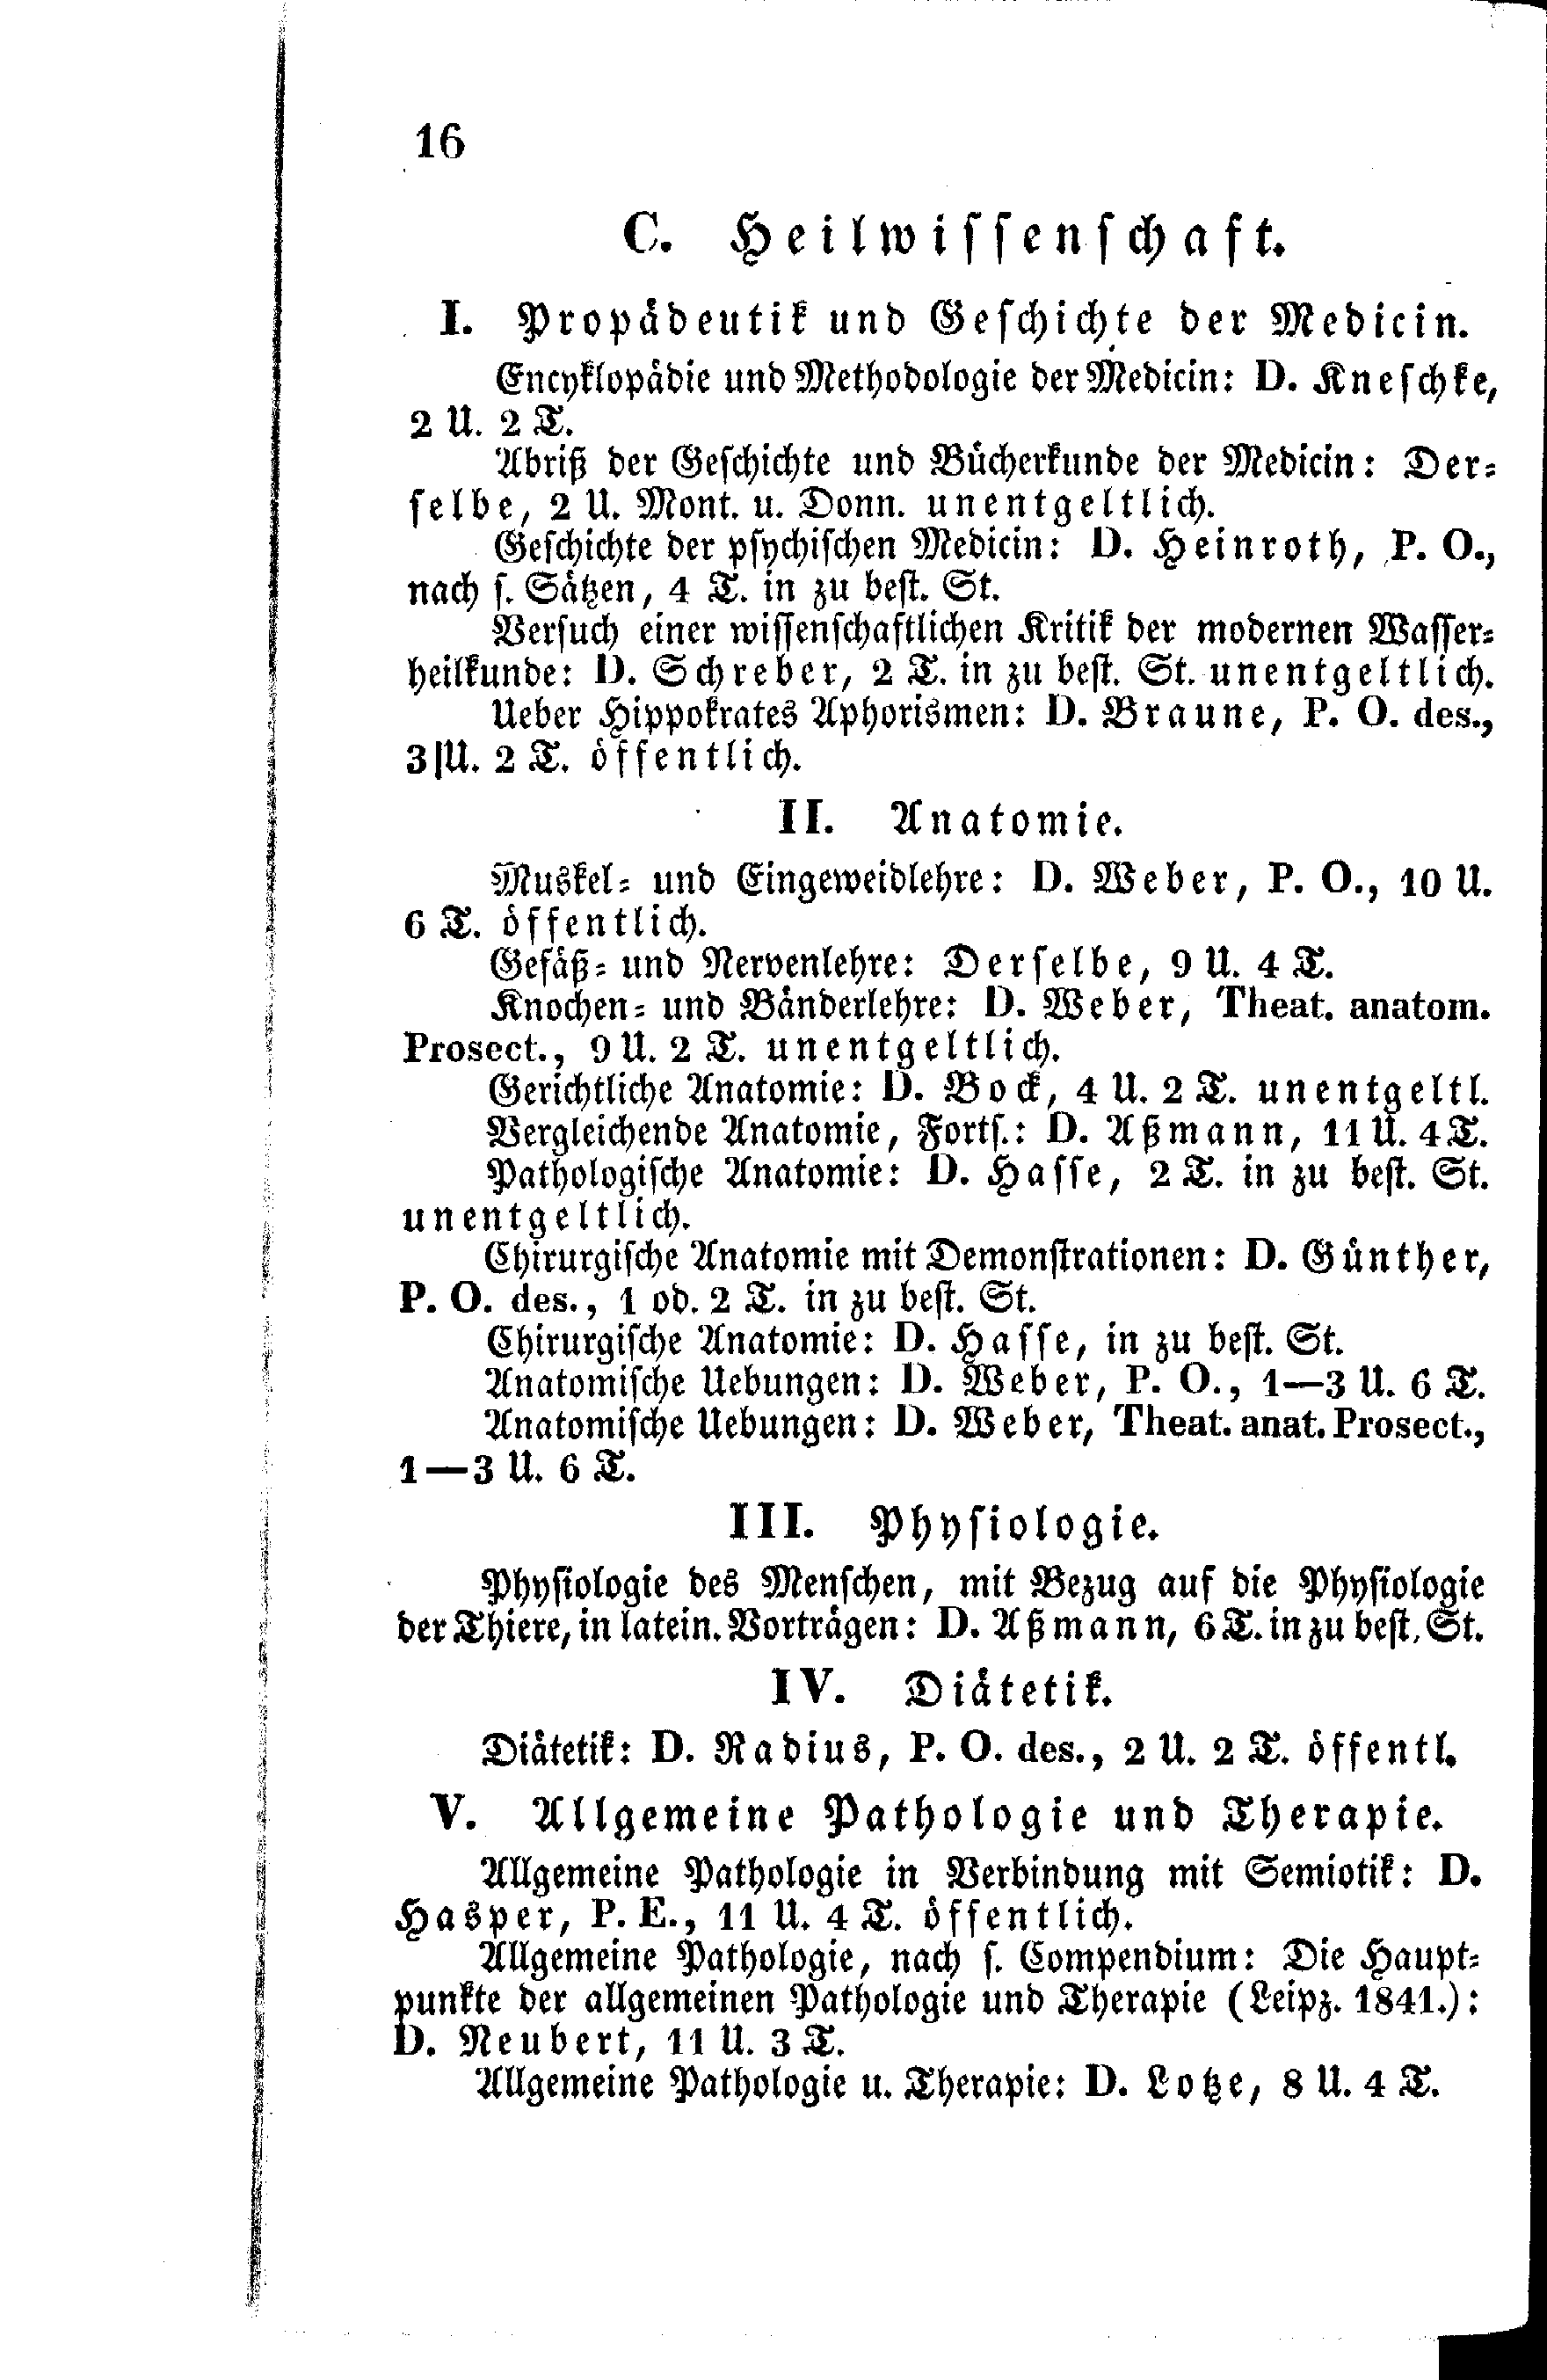 16
C. Heilwissenschaft.
I. Propädeutik und Geschichte der Medicin.
Encyklopädie und Methodologie der Medicin: D. Kneschke,
2 U. 2 T.
Abriß der Geschichte und Bücherkunde der Medicin: Der-
selbe, 2 U. Mont. u. Donn. unentgeltlich.
Geschichte der psychischen Medicin: D. Heinroth, P. O.,
nach s. Sätzen, 4 T. in zu best. St.
Versuch einer wissenschaftlichen Kritik der modernen Wasser-
heilkunde: D. Schreber, 2 T. in zu best. St. unentgeltlich.
Ueber Hippokrates Aphorismen: D. Braune, P. O. des.,
3 U. 2 T. öffentlich.
II. Anatomie.
Muskel- und Eingeweidlehre: D. Weber, P. O., 10 U.
6 T. öffentlich.
Gefäß- und Nervenlehre: Derselbe, 9 U. 4 T.
Knochen- und Bänderlehre: D. Weber, Theat. anatom.
Prosect., 9 U. 2 T. unentgeltlich.
Gerichtliche Anatomie: D. Bock, 4 U. 2 T. unentgeltl.
Vergleichende Anatomie, Forts.: D. Aßmann, 11 U. 4 T.
Pathologische Anatomie: D. Hasse, 2 T. in zu best. St.
unentgeltlich.
Chirurgische Anatomie mit Demonstrationen: D. Günther,
P. O. des., 1 od. 2 T. in zu best. St.
Chirurgische Anatomie: D. Hasse, in zu best. St.
Anatomische Uebungen: D. Weber, P. O., 1—3 U. 6 T.
Anatomische Uebungen: D. Weber, Theat. anat. Prosect.,
1—3 U. 6 T.
III. Physiologie.
Physiologie des Menschen, mit Bezug auf die Physiologie
der Thiere, in latein. Vorträgen: D. Aßmann, 6 T. in zu best. St.
IV. Diätetik.
Diätetik: D. Radius, P. O. des., 2 U. 2 T. öffentl.
V. Allgemeine Pathologie und Therapie.
Allgemeine Pathologie in Verbindung mit Semiotik: D.
Hasper, P. E., 11 U. 4 T. öffentlich.
Allgemeine Pathologie, nach s. Compendium: Die Haupt-
punkte der allgemeinen Pathologie und Therapie (Leipz. 1841.):
D. Neubert, 11 U. 3 T.
Allgemeine Pathologie u. Therapie: D. Lotze, 8 U. 4 T.